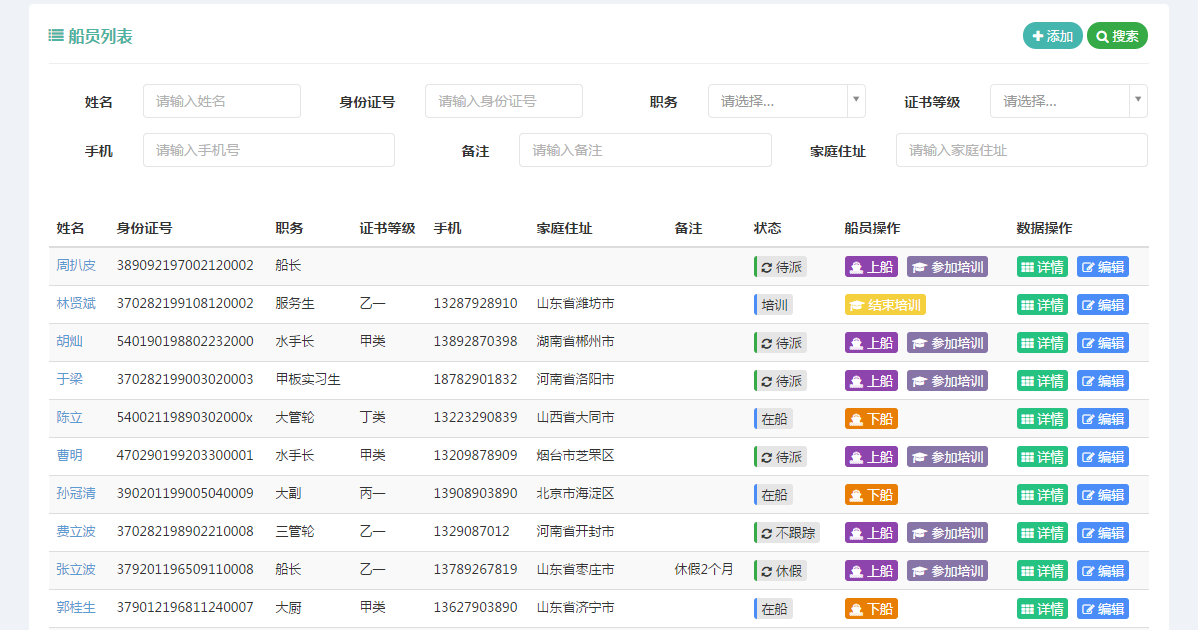 船员列表 添加 搜索
姓名 请输入姓名 身份证号 请输入身份证号 职务 请选择... 证书等级 请选择...
手机 请输入手机号 备注 请输入备注 家庭住址 请输入家庭住址
姓名 身份证号 职务 证书等级 手机 家庭住址 备注 状态 船员操作 数据操作
周扒皮 389092197002120002 船长 待派 上船 参加培训 详情 编辑
林贤斌 370282199108120002 服务生 乙一 13287928910 山东省潍坊市 培训 结束培训 详情 编辑
胡灿 540190198802232000 水手长 甲类 13892870398 湖南省郴州市 待派 上船 参加培训 详情 编辑
于梁 370282199003020003 甲板实习生 18782901832 河南省洛阳市 待派 上船 参加培训 详情 编辑
陈立 54002119890302000x 大管轮 丁类 13223290839 山西省大同市 在船 下船 详情 编辑
曹明 470290199203300001 水手长 甲类 13209878909 烟台市芝罘区 待派 上船 参加培训 详情 编辑
孙冠清 390201199005040009 大副 丙一 13908903890 北京市海淀区 在船 下船 详情 编辑
费立波 370282198902210008 三管轮 乙一 1329087012 河南省开封市 不跟踪 上船 参加培训 详情 编辑
张立波 379201196509110008 船长 乙一 13789267819 山东省枣庄市 休假2个月 休假 上船 参加培训 详情 编辑
郭桂生 379012196811240007 大厨 甲类 13627903890 山东省济宁市 在船 下船 详情 编辑